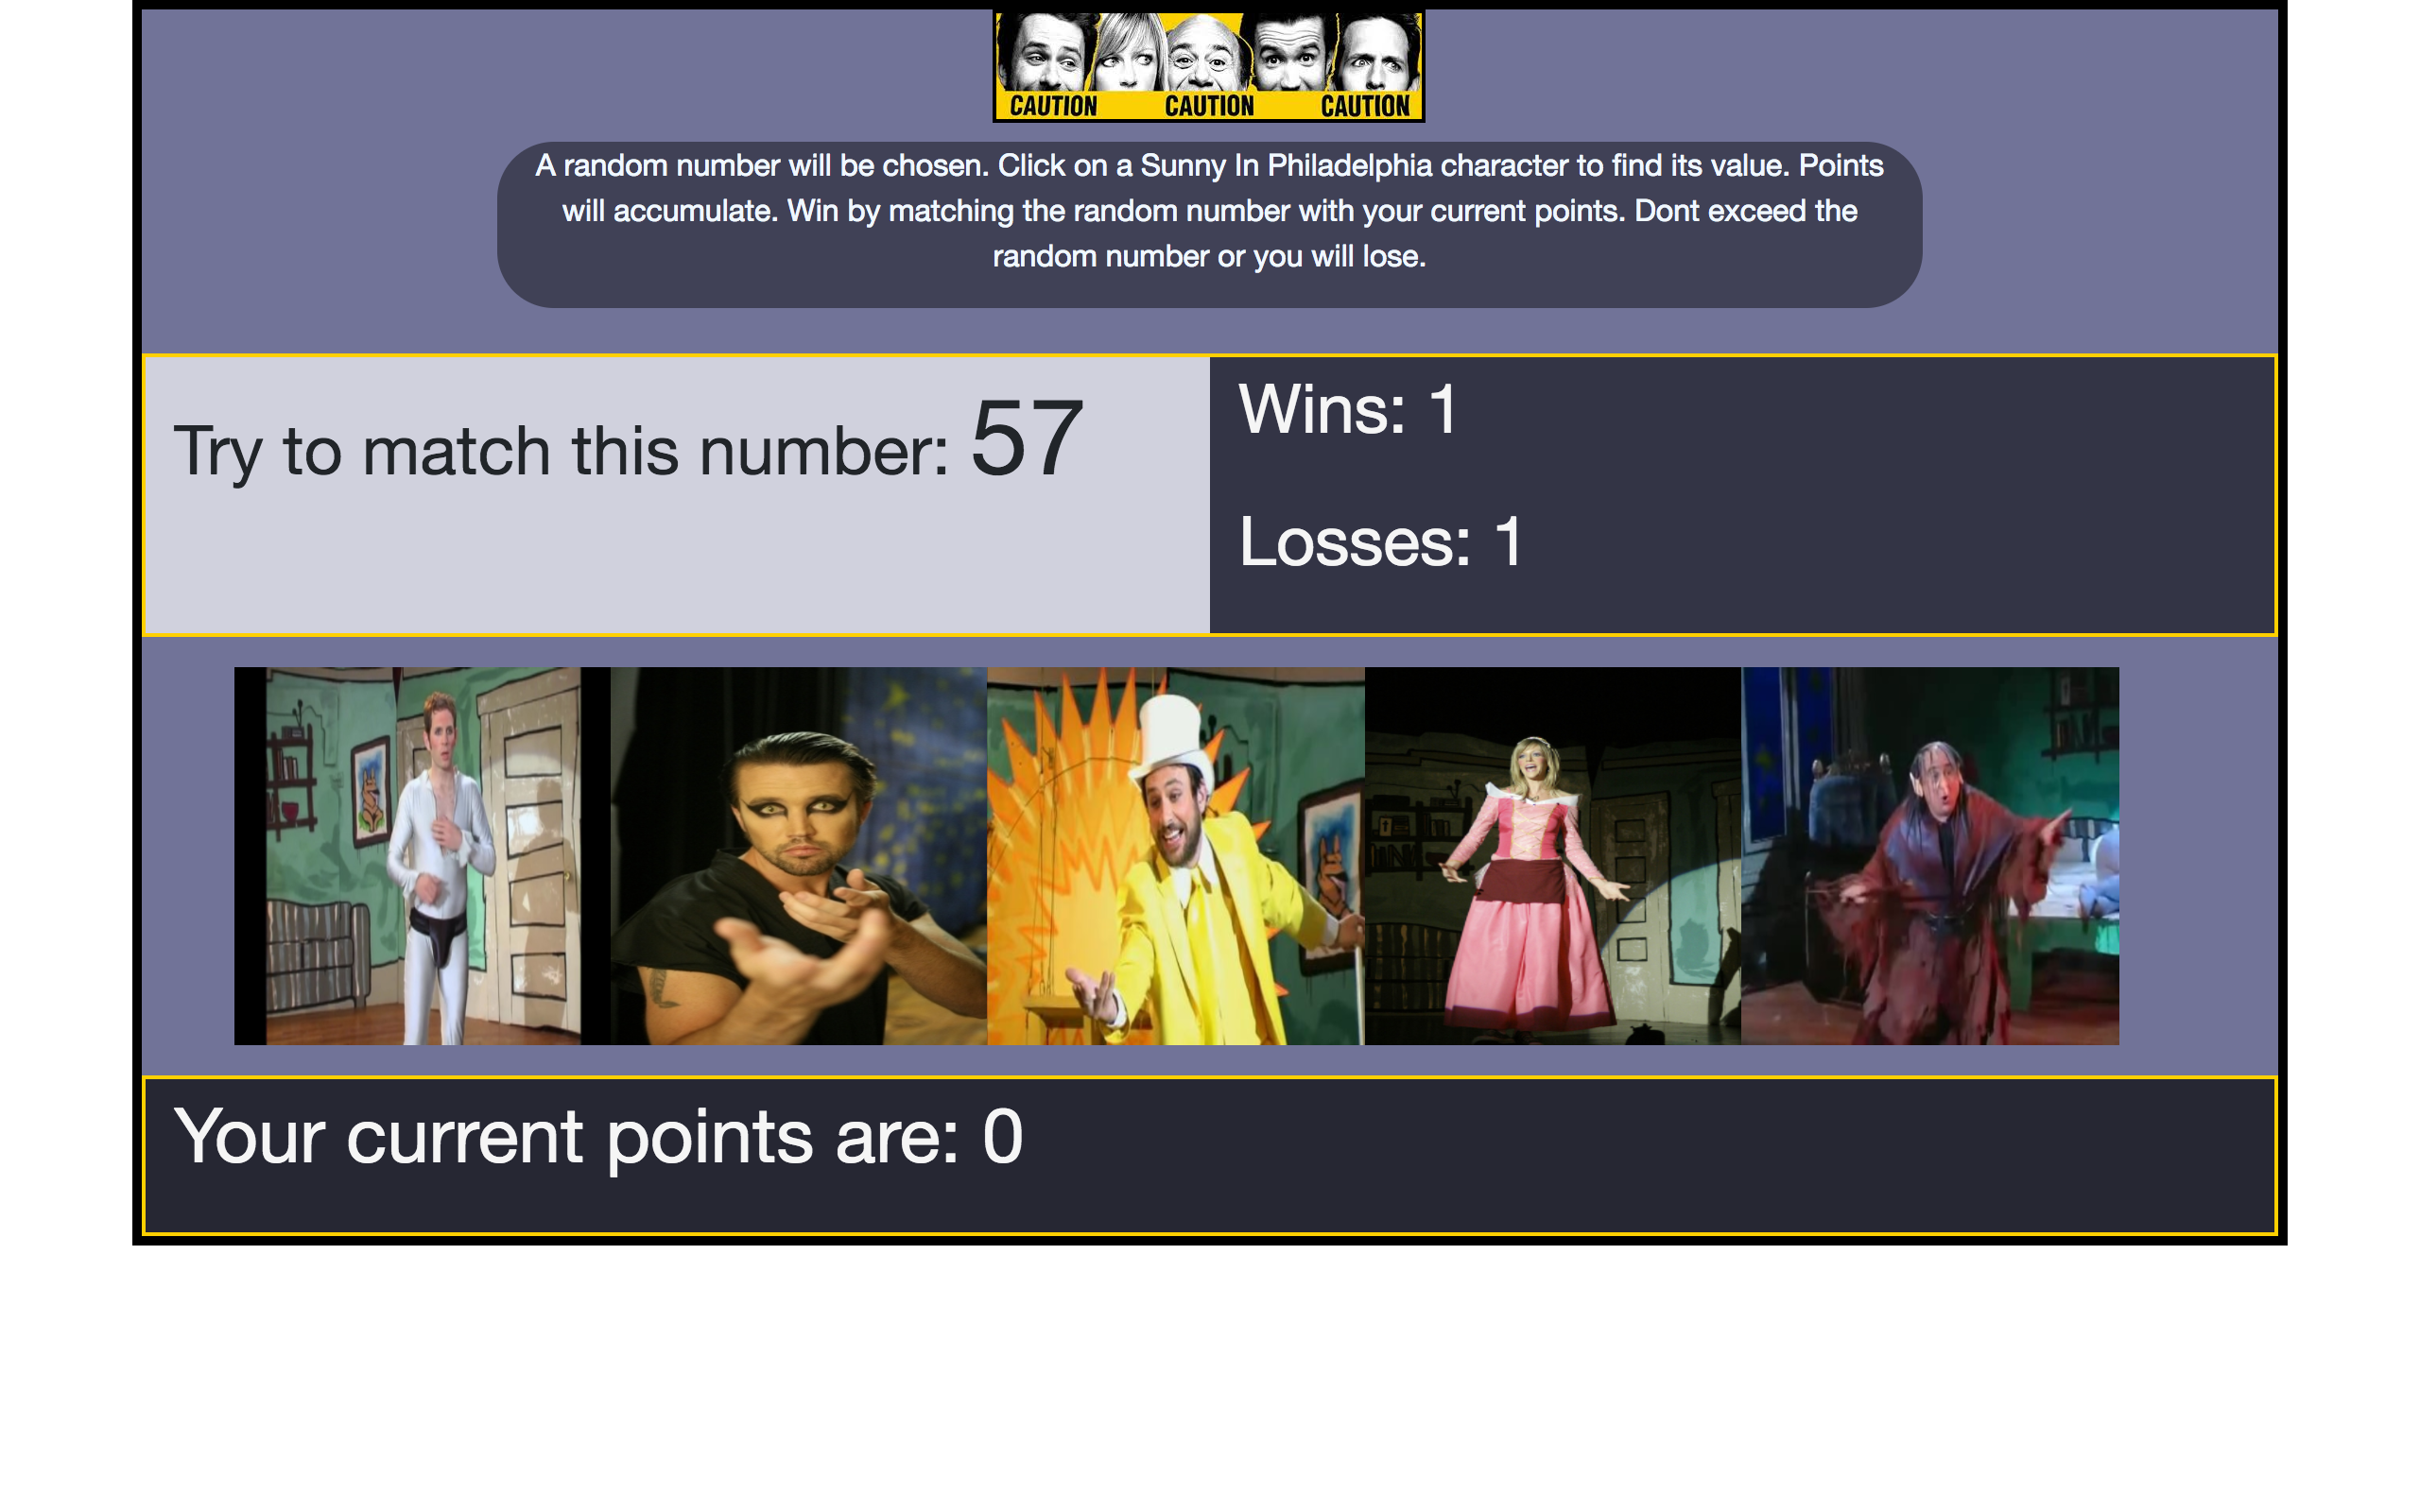 CAUTION CAUTION CAUTION
A random number will be chosen. Click on a Sunny In Philadelphia character to find its value. Points
will accumulate. Win by matching the random number with your current points. Dont exceed the
random number or you will lose.
Try to match this number: 57
Wins: 1
Losses: 1
Your current points are: 0